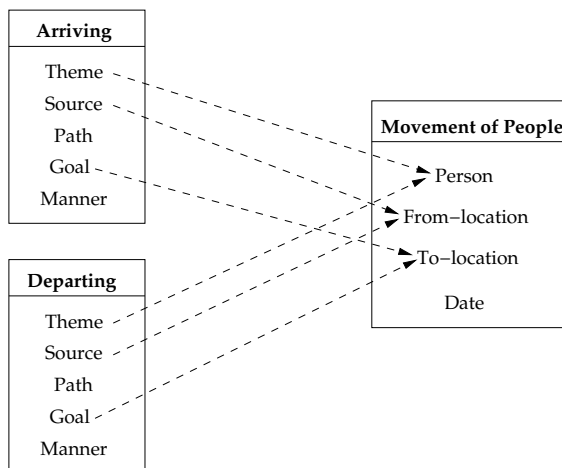 Arriving
Theme
Source
Path
Goal
Manner
Departing
Theme
Source
Path
Goal
Manner
Movement of People
Person
From−location
To−location
Date